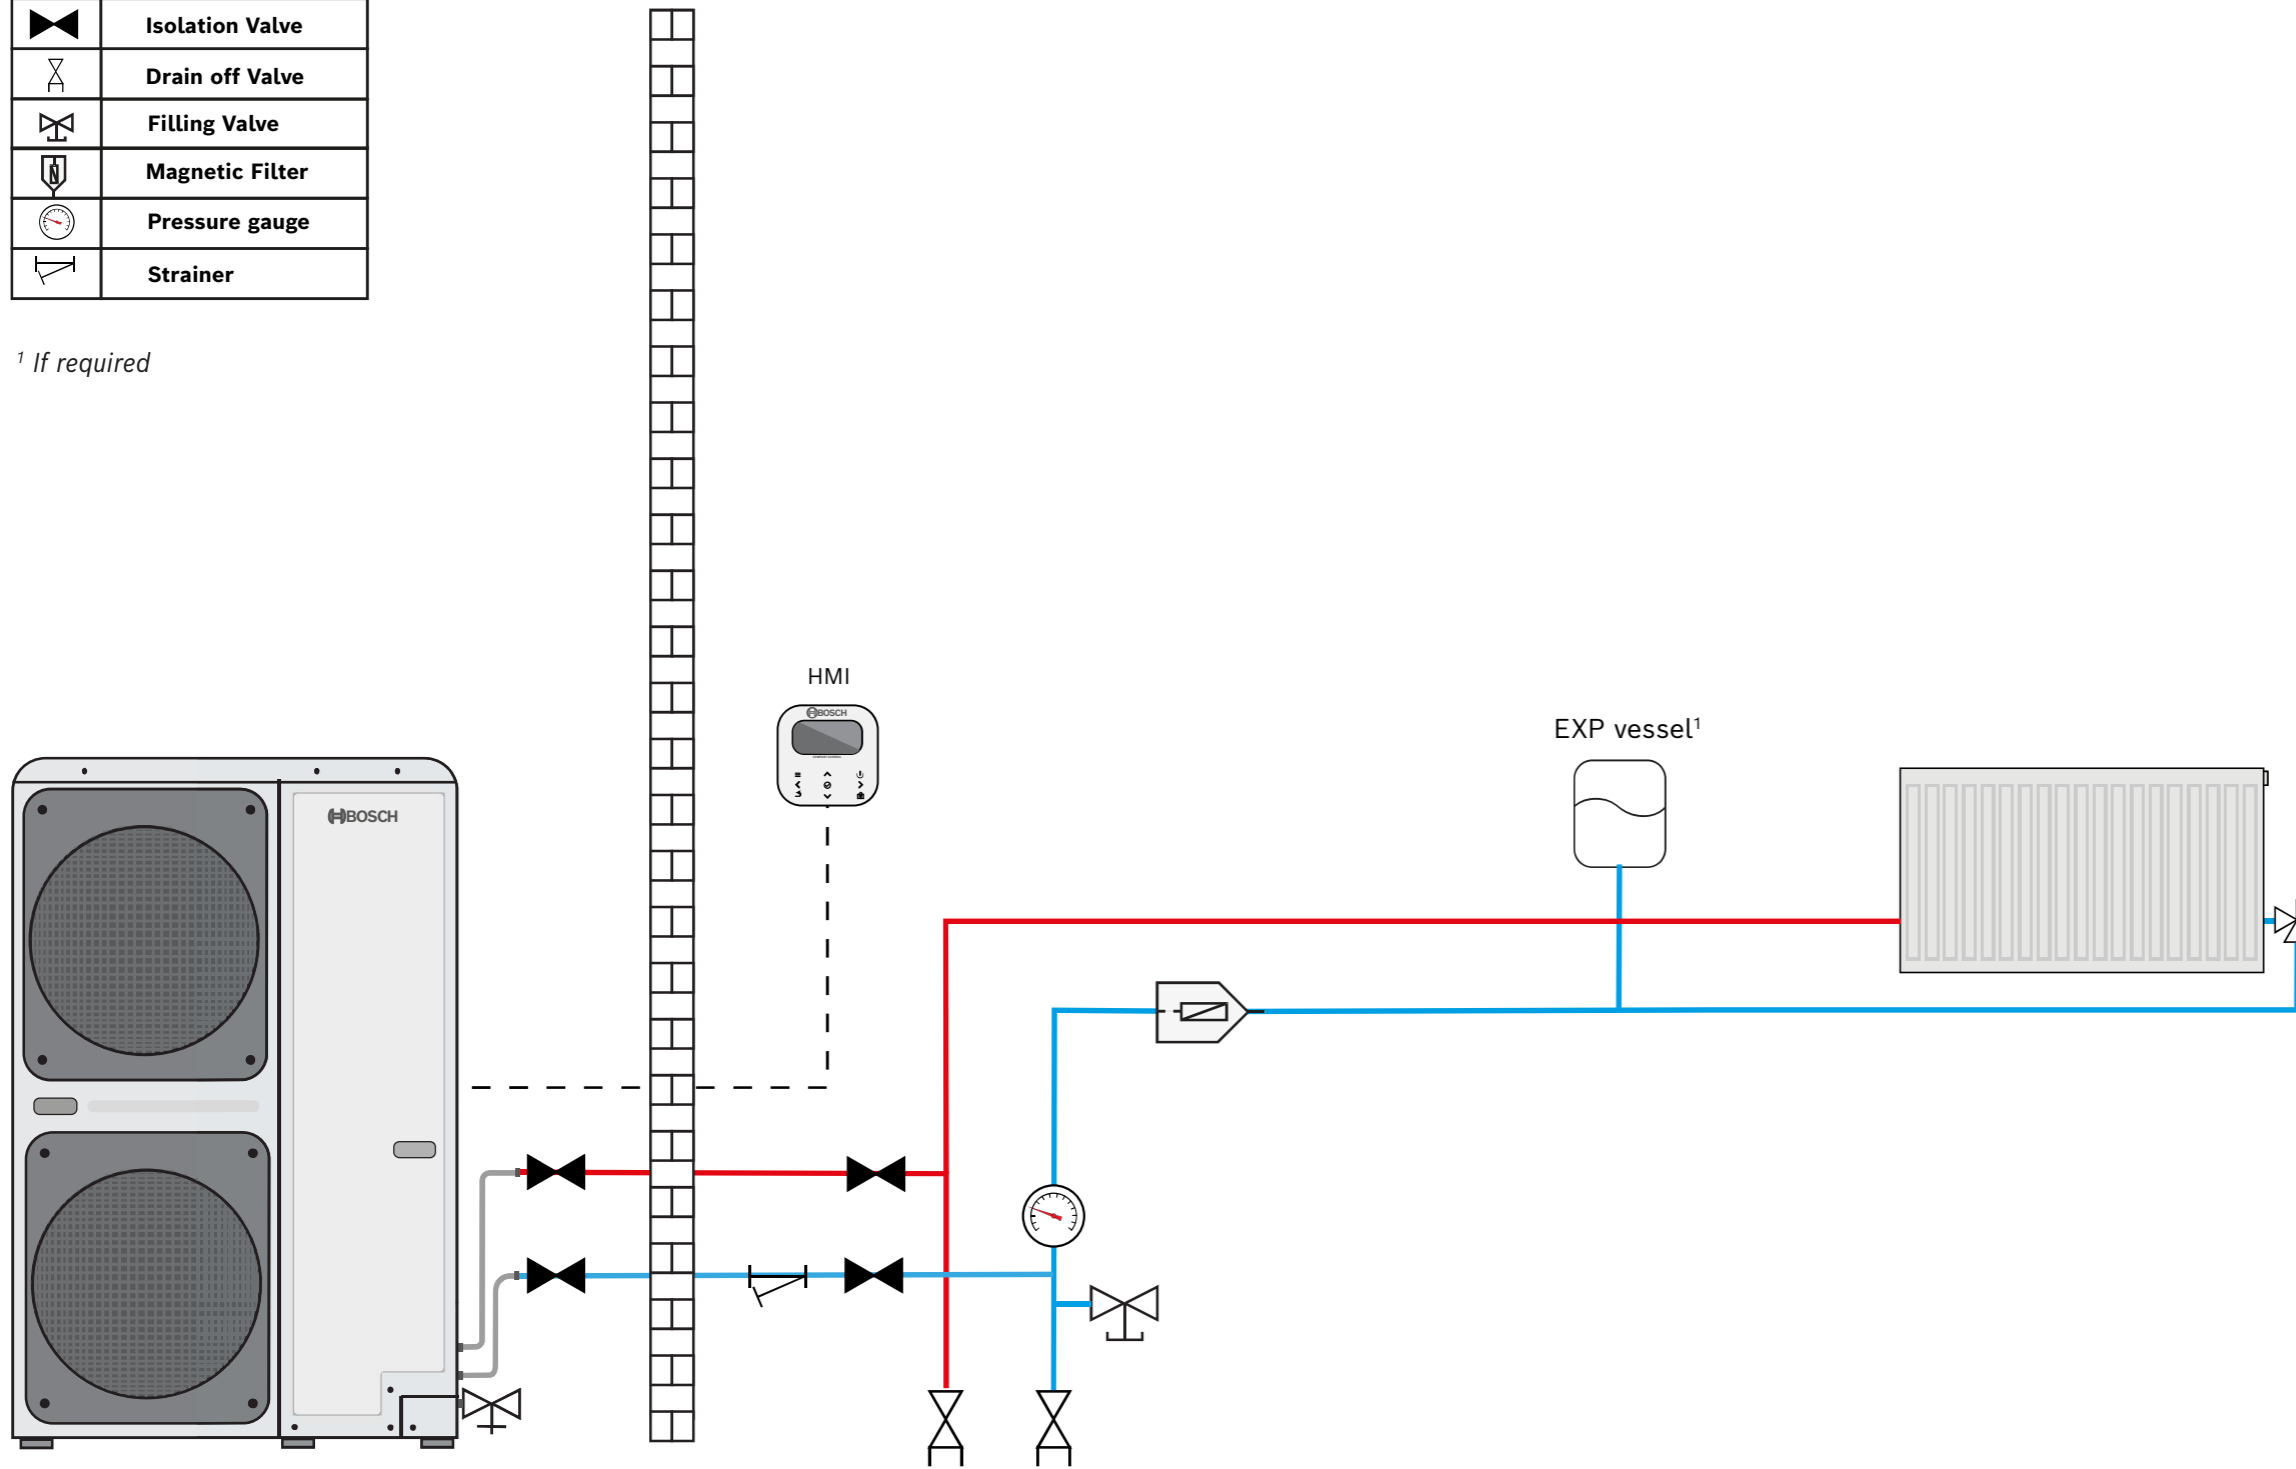 Isolation Valve
Drain off Valve
Filling Valve
Magnetic Filter
Pressure gauge
Strainer
¹ If required
HMI
BOSCH
EXP vessel¹
BOSCH